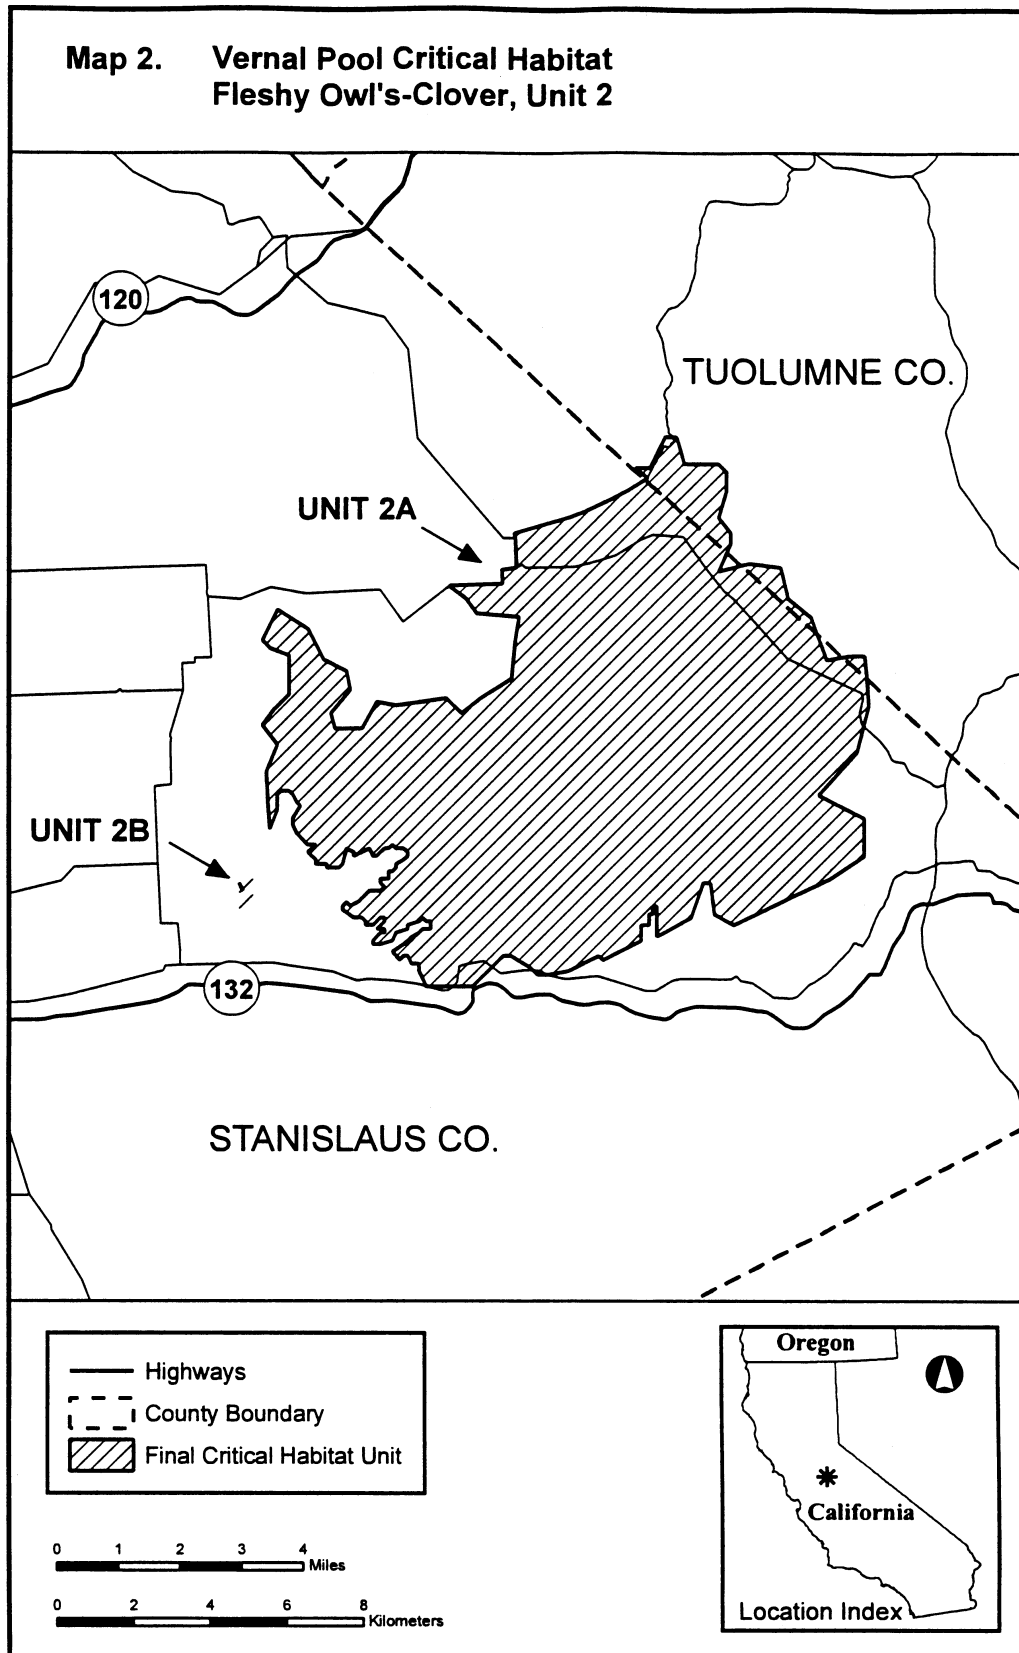 Map 2. Vernal Pool Critical Habitat
Fleshy Owl's-Clover, Unit 2
120
TUOLUMNE CO.
UNIT 2A
UNIT 2B
132
STANISLAUS CO.
Highways
County Boundary
Final Critical Habitat Unit
0 1 2 3 4 Miles
0 2 4 6 8 Kilometers
Oregon
California
Location Index